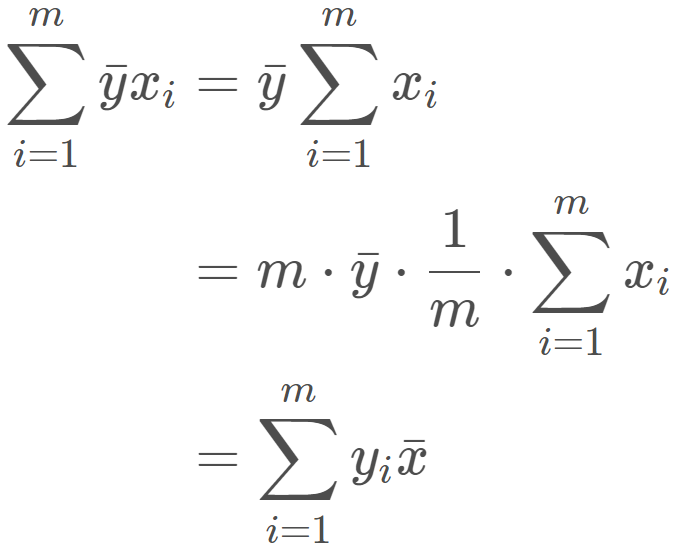 $\sum_{i=1}^{m} \bar{y}x_i = \bar{y}\sum_{i=1}^{m} x_i$
$= m \cdot \bar{y} \cdot \frac{1}{m} \cdot \sum_{i=1}^{m} x_i$
$= \sum_{i=1}^{m} y_i\bar{x}$